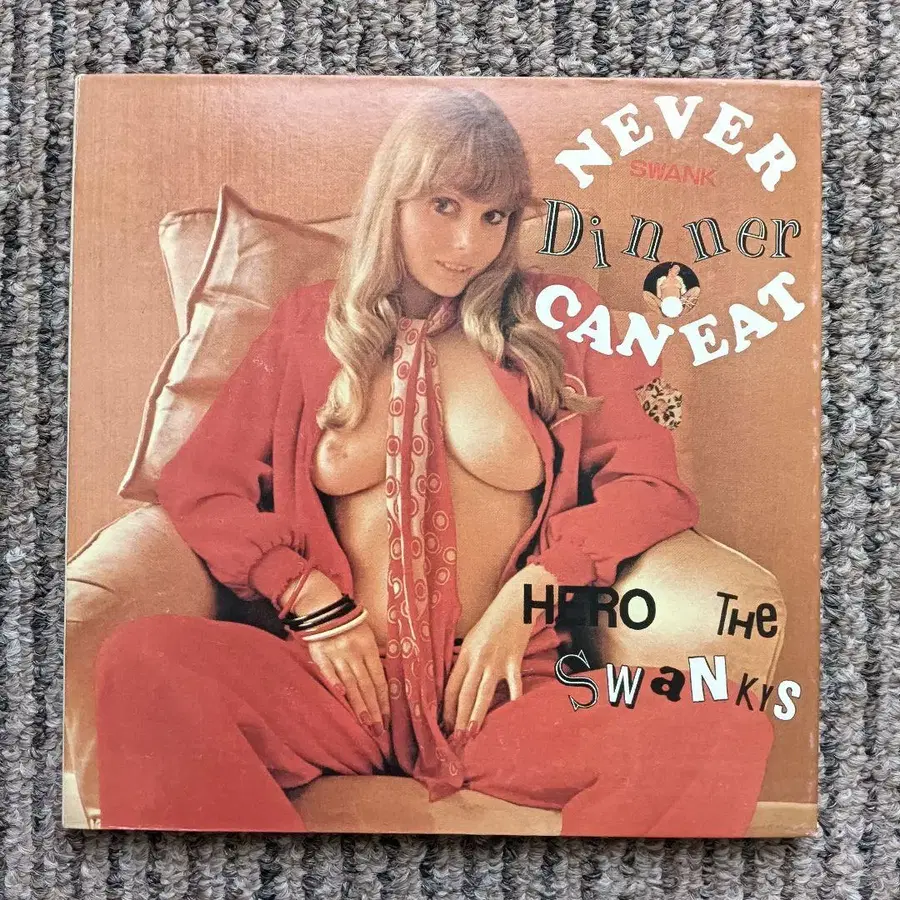 NEVER
SWANK
Dinner
CAN EAT
HERO THE
SWANKYS